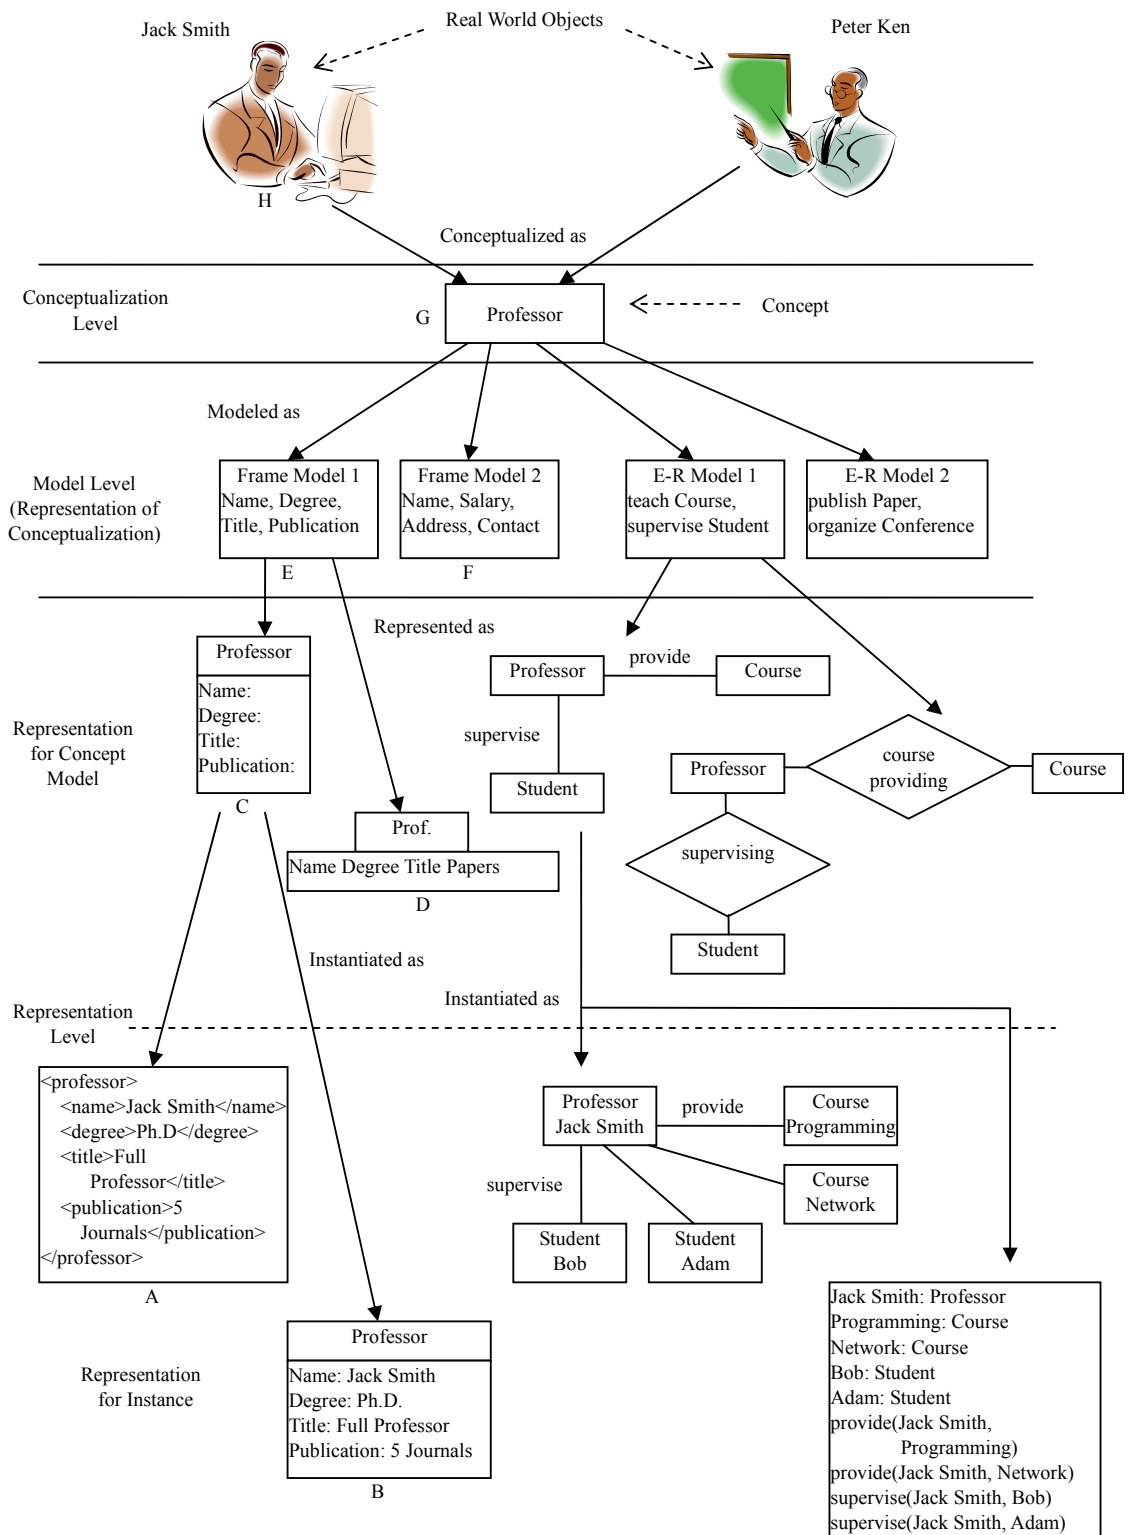 Real World Objects
Jack Smith
Peter Ken
H
Conceptualized as
Conceptualization
Level
G
Professor
Concept
Modeled as
Model Level
(Representation of
Conceptualization)
Frame Model 1
Name, Degree,
Title, Publication
E
Frame Model 2
Name, Salary,
Address, Contact
F
E-R Model 1
teach Course,
supervise Student
E-R Model 2
publish Paper,
organize Conference
Represented as
Representation
for Concept
Model
Professor
Name:
Degree:
Title:
Publication:
C
Prof.
Name Degree Title Papers
D
Professor
provide
Course
supervise
Student
Professor
course
providing
Course
supervising
Student
Instantiated as
Instantiated as
Representation
Level
<professor>
<name>Jack Smith</name>
<degree>Ph.D</degree>
<title>Full
Professor</title>
<publication>5
Journals</publication>
</professor>
A
Professor
Jack Smith
provide
Course
Programming
Course
Network
supervise
Student
Bob
Student
Adam
Representation
for Instance
Professor
Name: Jack Smith
Degree: Ph.D.
Title: Full Professor
Publication: 5 Journals
B
Jack Smith: Professor
Programming: Course
Network: Course
Bob: Student
Adam: Student
provide(Jack Smith,
Programming)
provide(Jack Smith, Network)
supervise(Jack Smith, Bob)
supervise(Jack Smith, Adam)